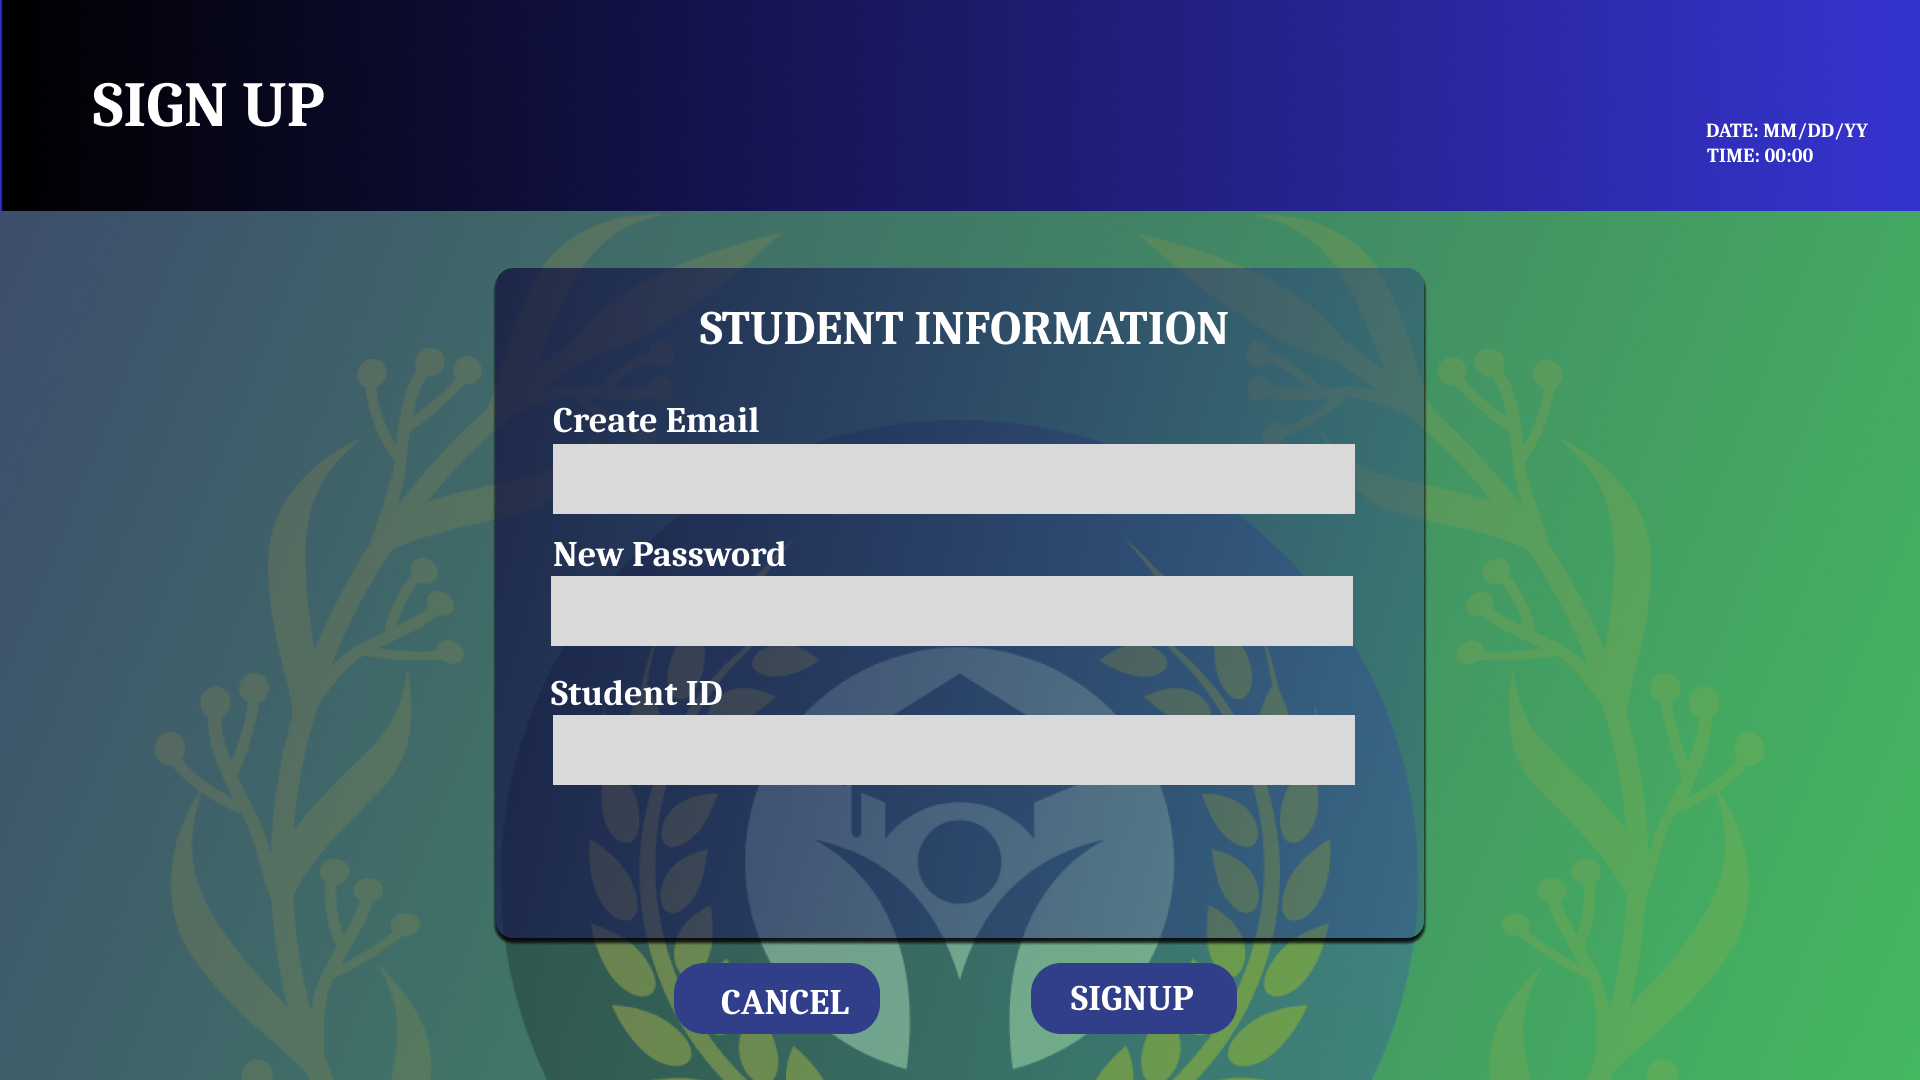 SIGN UP
DATE: MM/DD/YY
TIME: 00:00
STUDENT INFORMATION
Create Email
New Password
Student ID
CANCEL
SIGNUP